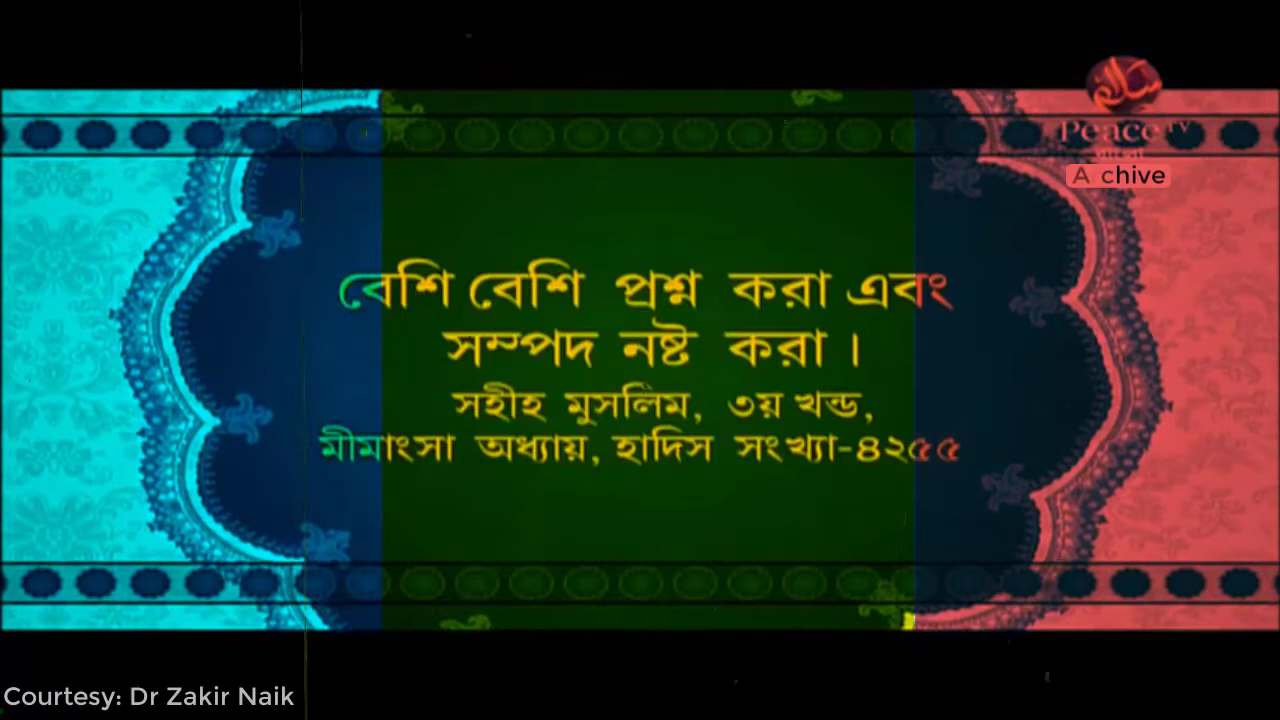 سلام
Peace TV
A chive
বেশি বেশি প্রশ্ন করা এবং
সম্পদ নষ্ট করা ।
সহীহ মুসলিম, ৩য় খন্ড,
মীমাংসা অধ্যায়, হাদিস সংখ্যা-৪২৫৫
Courtesy: Dr Zakir Naik